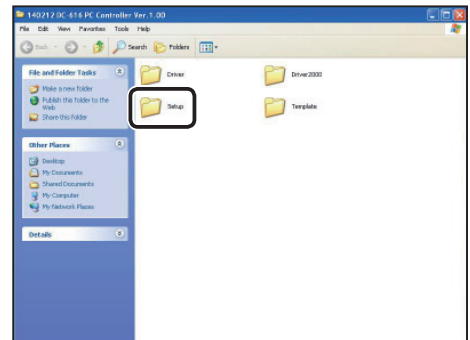 140212 DC-616 PC Controller Ver.1.00
File Edit View Favorites Tools Help
Back Search Folders
File and Folder Tasks
Make a new folder
Publish this folder to the
Web
Share this folder
Other Places
Desktop
My Documents
Shared Documents
My Computer
My Network Places
Details
Driver
Driver2000
Setup
Template